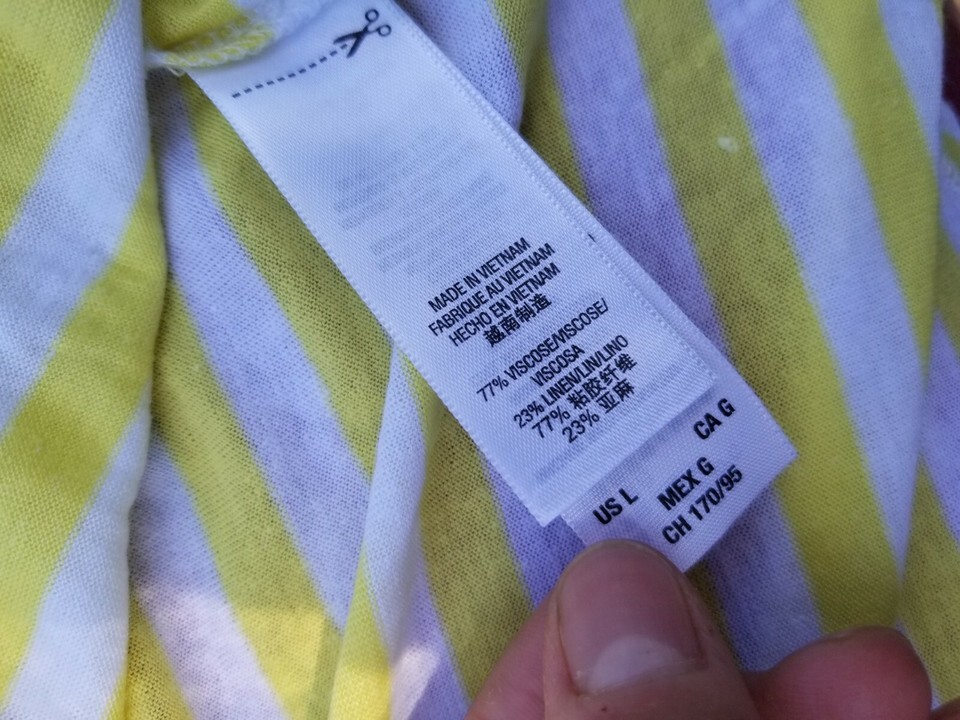 MADE IN VIETNAM
FABRIQUE AU VIETNAM
HECHO EN VIETNAM
越南制造
77% VISCOSE/VISCOSE/
VISCOSA
23% LINEN/LIN/LINO
77% 粘胶纤维
23% 亚麻
US L CA G
MEX G
CH 170/95